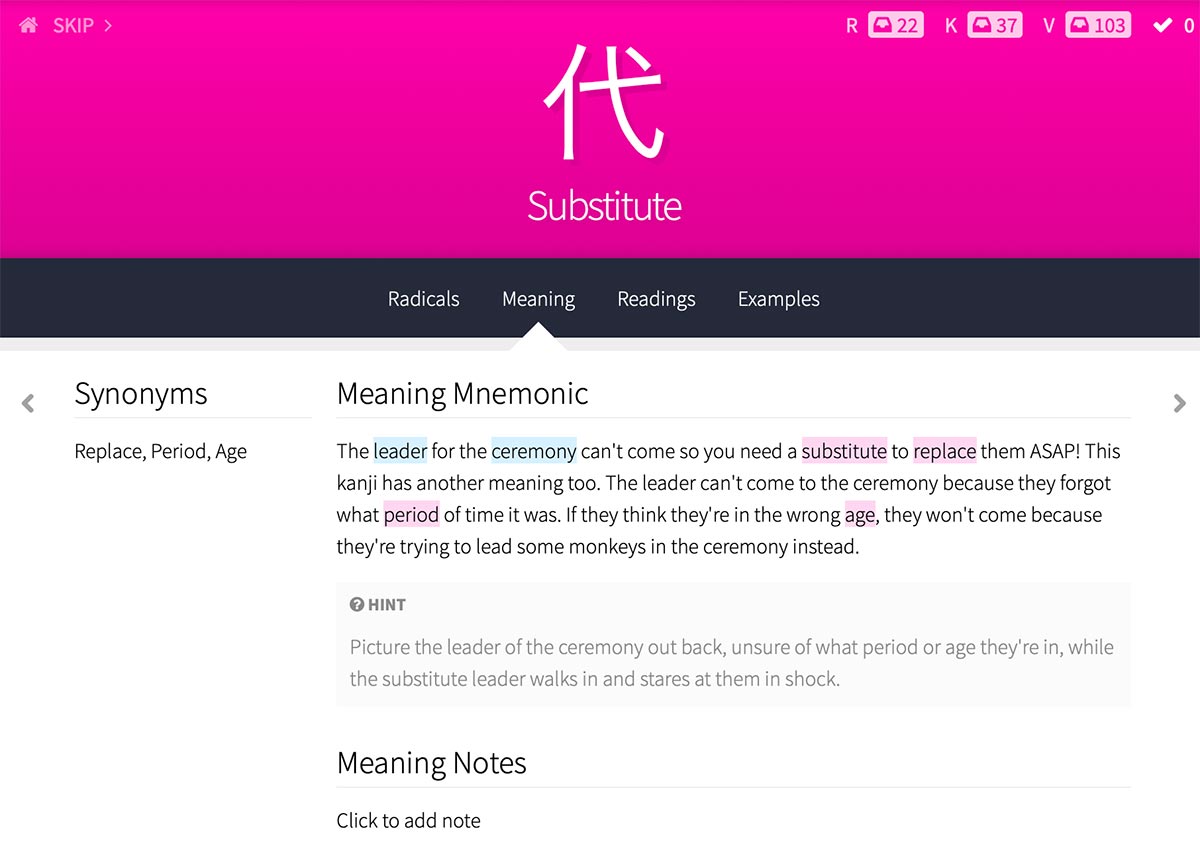 SKIP
R 22 K 37 V 103 0
代
Substitute
Radicals Meaning Readings Examples
Synonyms
Replace, Period, Age
Meaning Mnemonic
The leader for the ceremony can't come so you need a substitute to replace them ASAP! This
kanji has another meaning too. The leader can't come to the ceremony because they forgot
what period of time it was. If they think they're in the wrong age, they won't come because
they're trying to lead some monkeys in the ceremony instead.
HINT
Picture the leader of the ceremony out back, unsure of what period or age they're in, while
the substitute leader walks in and stares at them in shock.
Meaning Notes
Click to add note